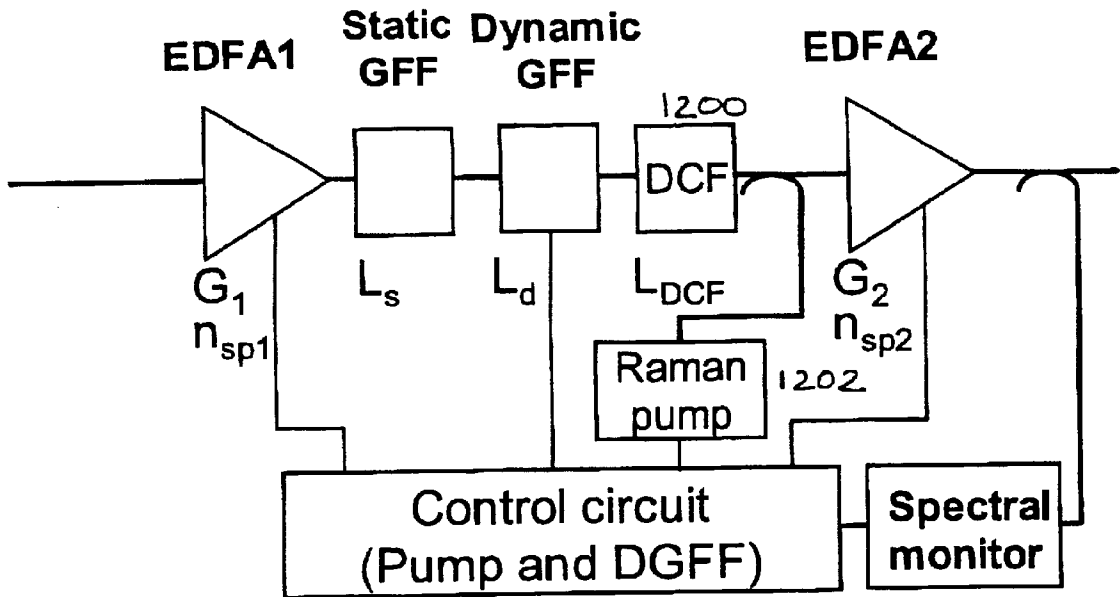 EDFA1
Static
GFF
Dynamic
GFF
EDFA2
1200
DCF
G1
nsp1
Ls
Ld
LDCF
G2
nsp2
Raman
pump
1202
Control circuit
(Pump and DGFF)
Spectral
monitor